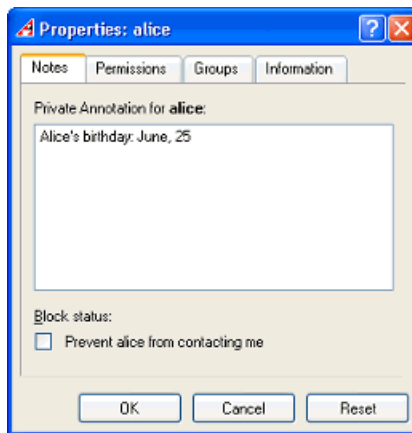 Properties: alice
Notes Permissions Groups Information
Private Annotation for alice:
Alice's birthday: June, 25
Block status:
Prevent alice from contacting me
OK Cancel Reset